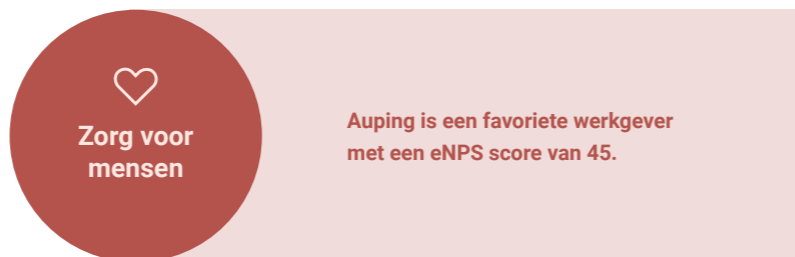 Zorg voor
mensen
Auping is een favoriete werkgever
met een eNPS score van 45.